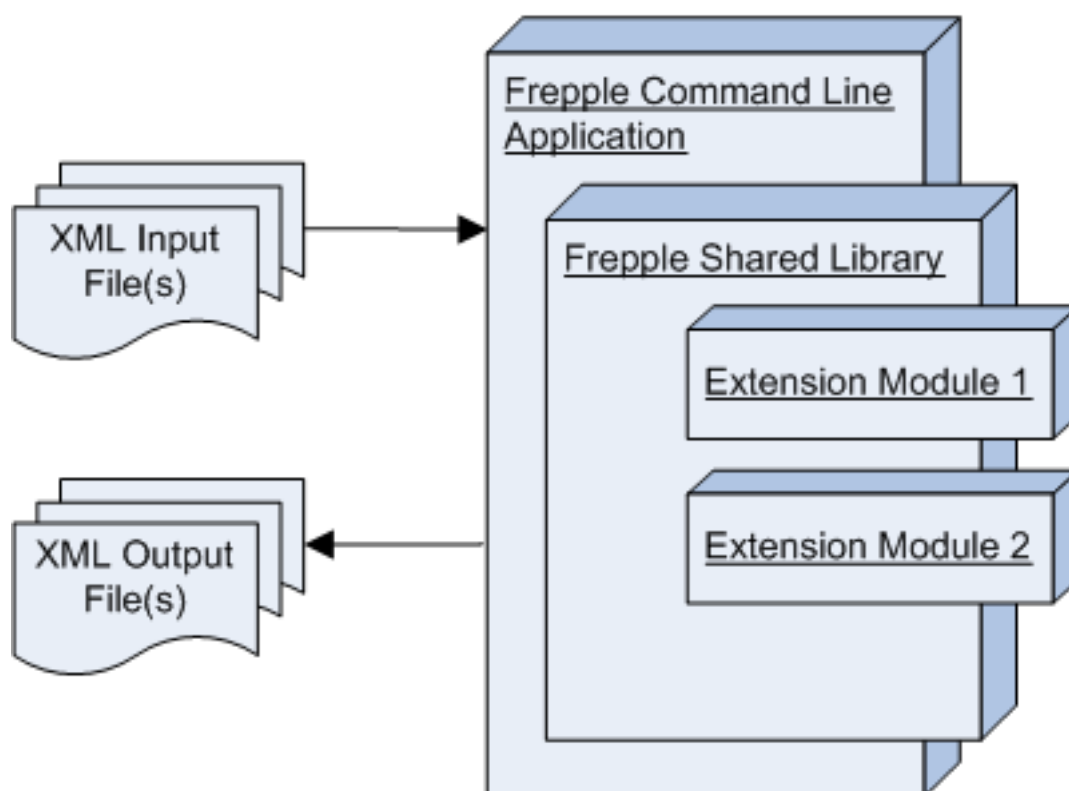 Frepple Command Line
Application
XML Input
File(s)
Frepple Shared Library
Extension Module 1
XML Output
File(s)
Extension Module 2